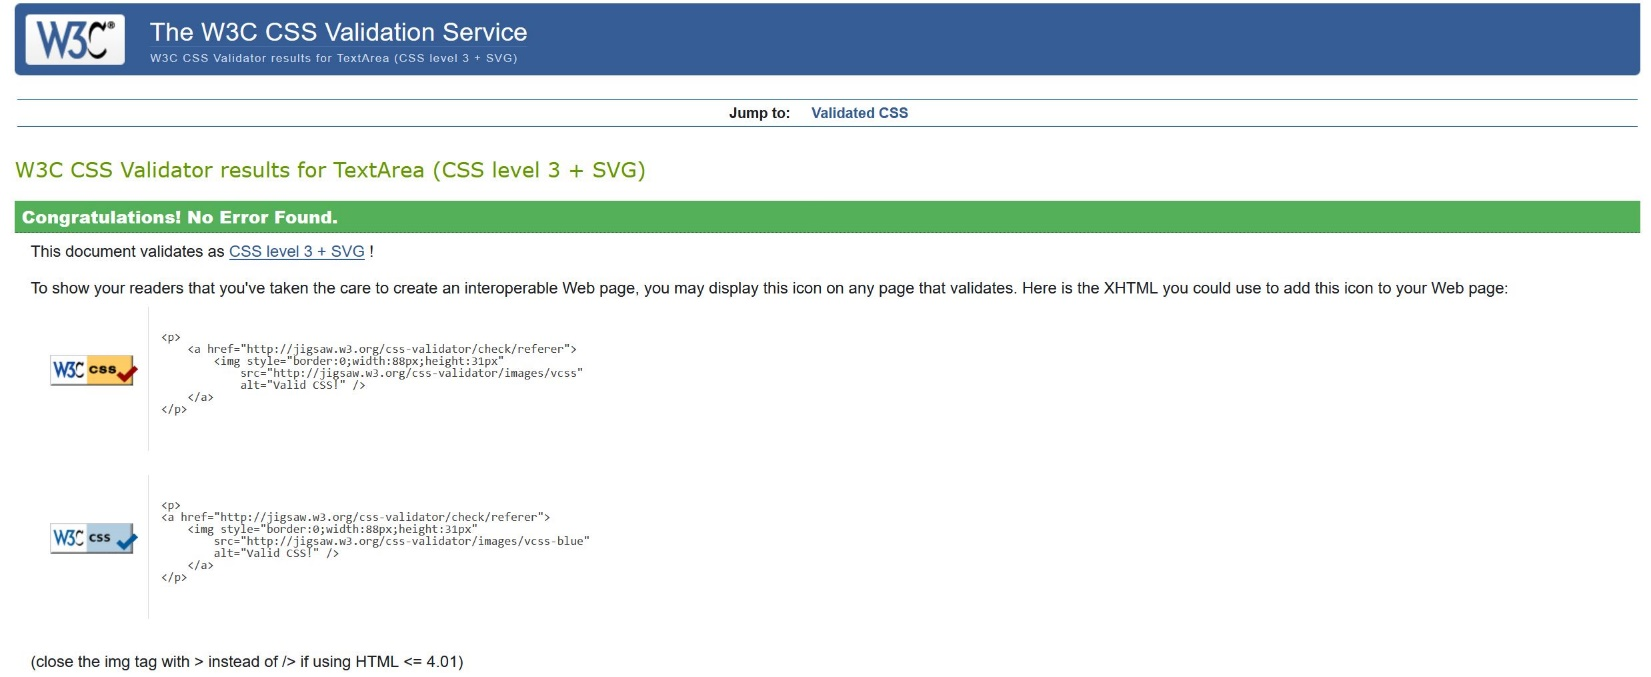 W3C®
The W3C CSS Validation Service
W3C CSS Validator results for TextArea (CSS level 3 + SVG)
Jump to: Validated CSS
W3C CSS Validator results for TextArea (CSS level 3 + SVG)
Congratulations! No Error Found.
This document validates as CSS level 3 + SVG !
To show your readers that you've taken the care to create an interoperable Web page, you may display this icon on any page that validates. Here is the XHTML you could use to add this icon to your Web page:
W3C css
<p>
<a href="http://jigsaw.w3.org/css-validator/check/referer">
<img style="border:0;width:88px;height:31px"
src="http://jigsaw.w3.org/css-validator/images/vcss"
alt="Valid CSS!" />
</a>
</p>
W3C css
<p>
<a href="http://jigsaw.w3.org/css-validator/check/referer">
<img style="border:0;width:88px;height:31px"
src="http://jigsaw.w3.org/css-validator/images/vcss-blue"
alt="Valid CSS!" />
</a>
</p>
(close the img tag with > instead of /> if using HTML <= 4.01)